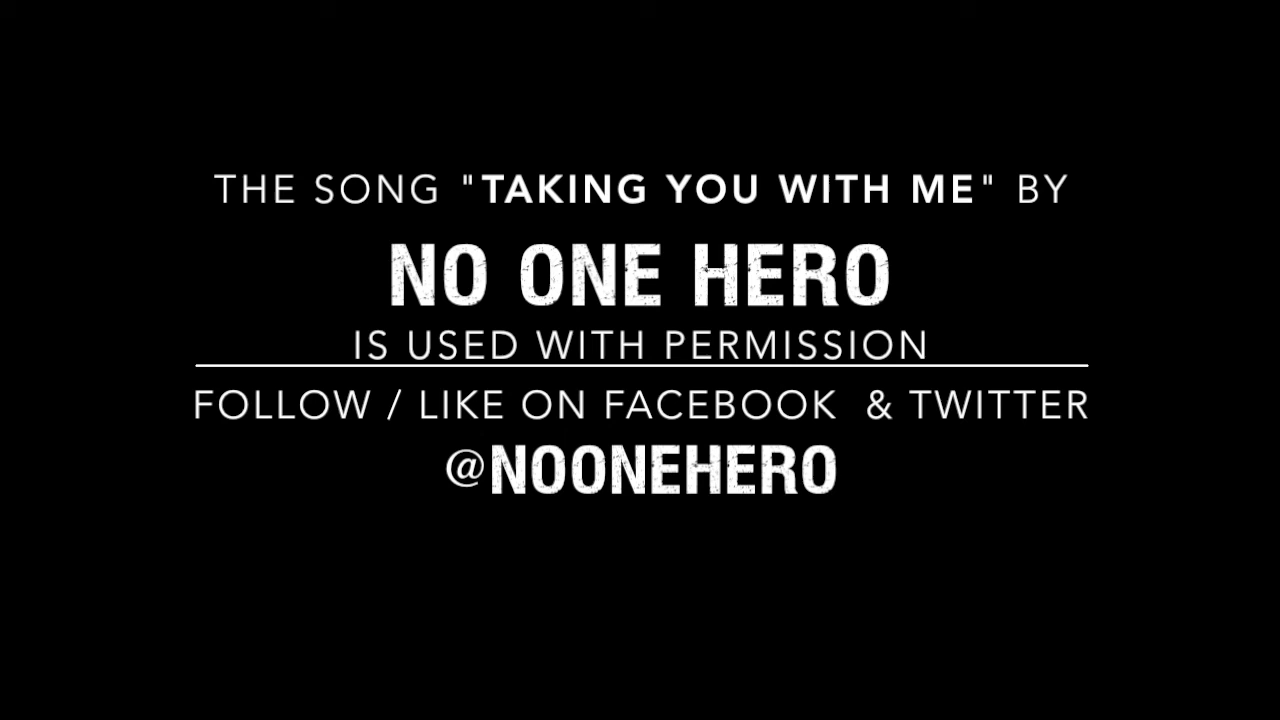 THE SONG "TAKING YOU WITH ME" BY
NO ONE HERO
IS USED WITH PERMISSION
FOLLOW / LIKE ON FACEBOOK & TWITTER
@NOONEHERO